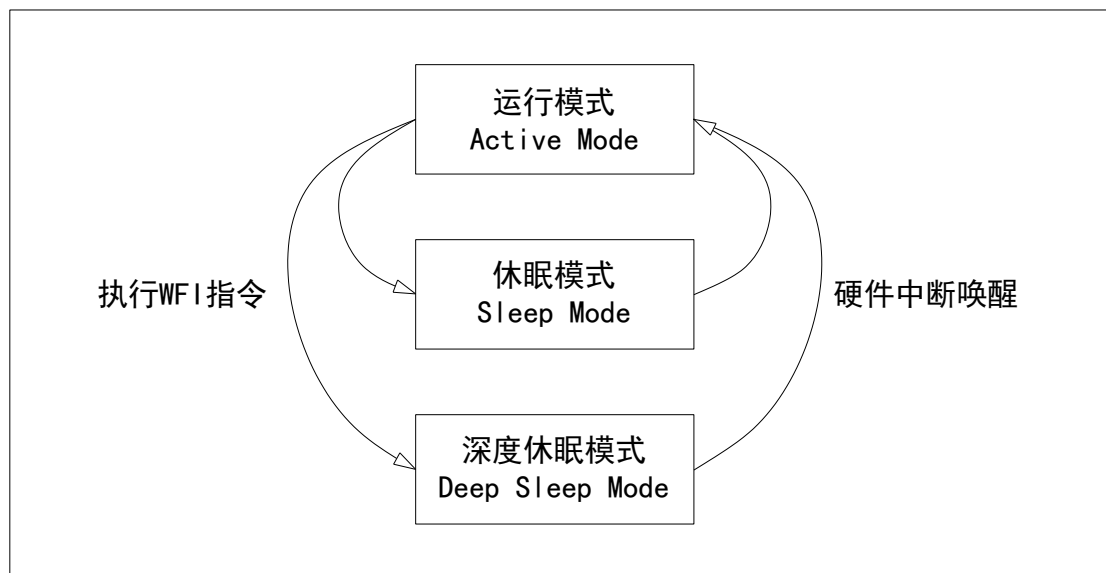 运行模式
Active Mode
休眠模式
Sleep Mode
执行WFI指令
硬件中断唤醒
深度休眠模式
Deep Sleep Mode